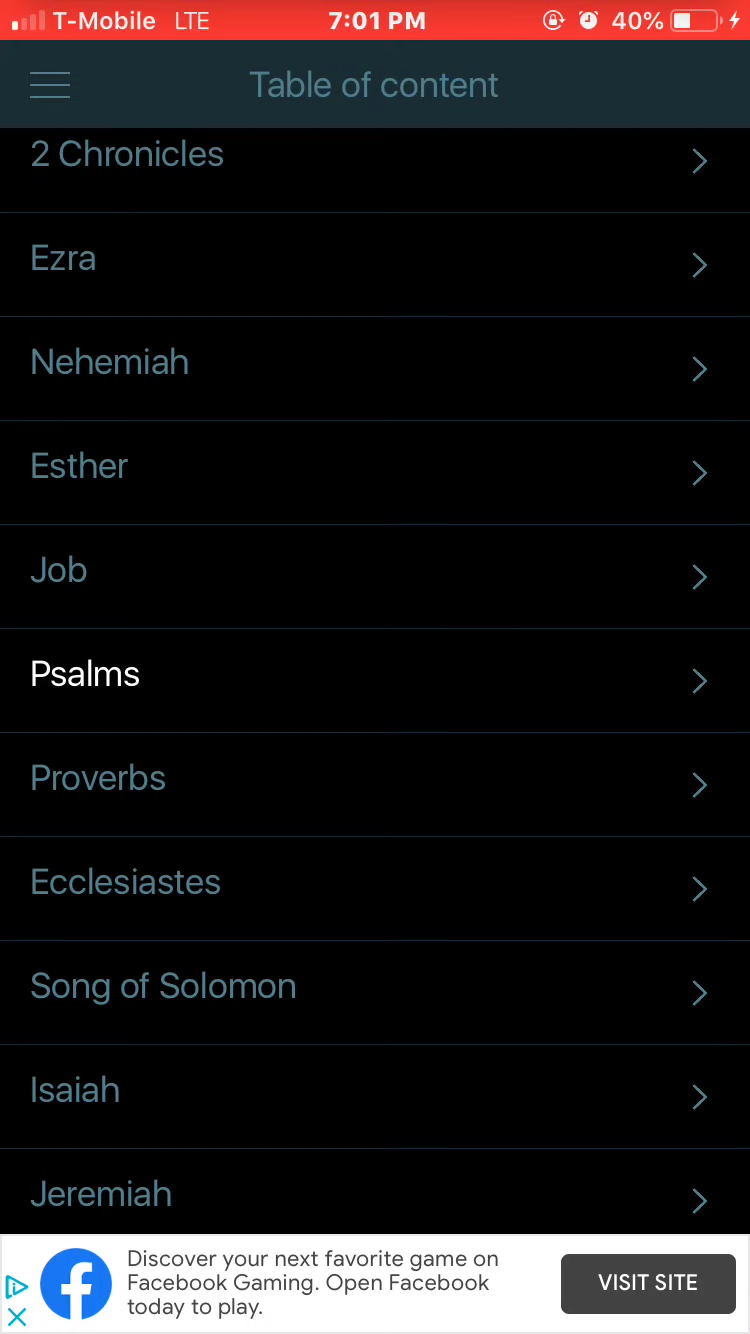 T-Mobile LTE 7:01 PM 40%
Table of content
2 Chronicles
Ezra
Nehemiah
Esther
Job
Psalms
Proverbs
Ecclesiastes
Song of Solomon
Isaiah
Jeremiah
Discover your next favorite game on
Facebook Gaming. Open Facebook
today to play.
VISIT SITE